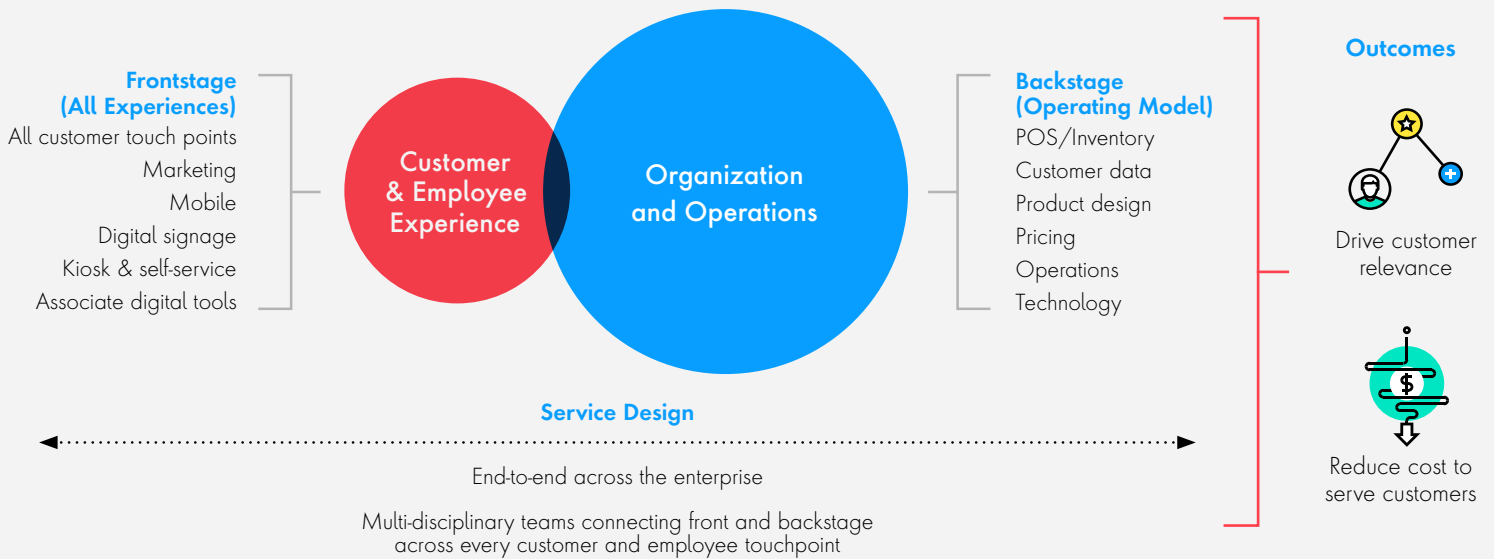 Frontstage
(All Experiences)
All customer touch points
Marketing
Mobile
Digital signage
Kiosk & self-service
Associate digital tools
Customer
& Employee
Experience
Organization
and Operations
Backstage
(Operating Model)
POS/Inventory
Customer data
Product design
Pricing
Operations
Technology
Service Design
End-to-end across the enterprise
Multi-disciplinary teams connecting front and backstage
across every customer and employee touchpoint
Outcomes
Drive customer
relevance
$
Reduce cost to
serve customers